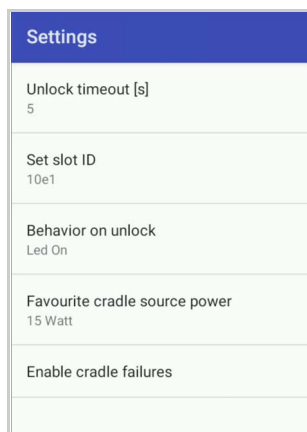 Settings
Unlock timeout [s]
5
Set slot ID
10e1
Behavior on unlock
Led On
Favourite cradle source power
15 Watt
Enable cradle failures